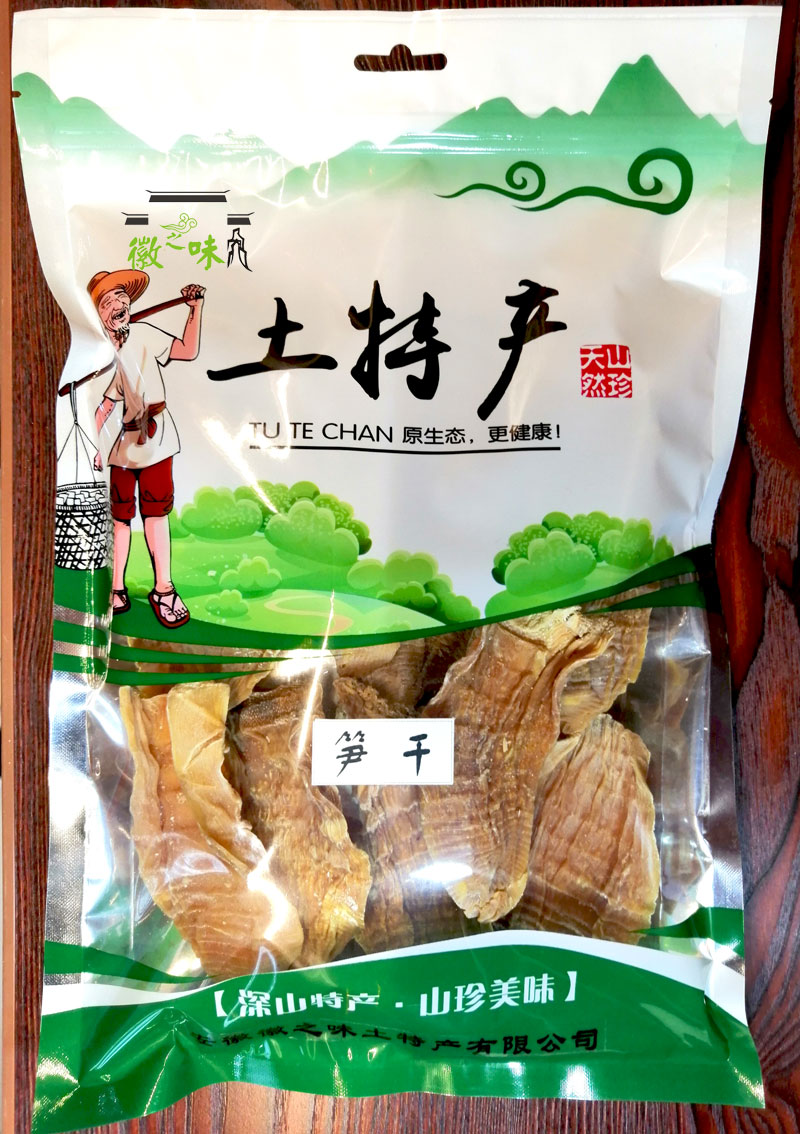 徽之味
土特产
天然山珍
TU TE CHAN 原生态，更健康！
笋 干
【深山特产·山珍美味】
徽徽之味土特产有限公司